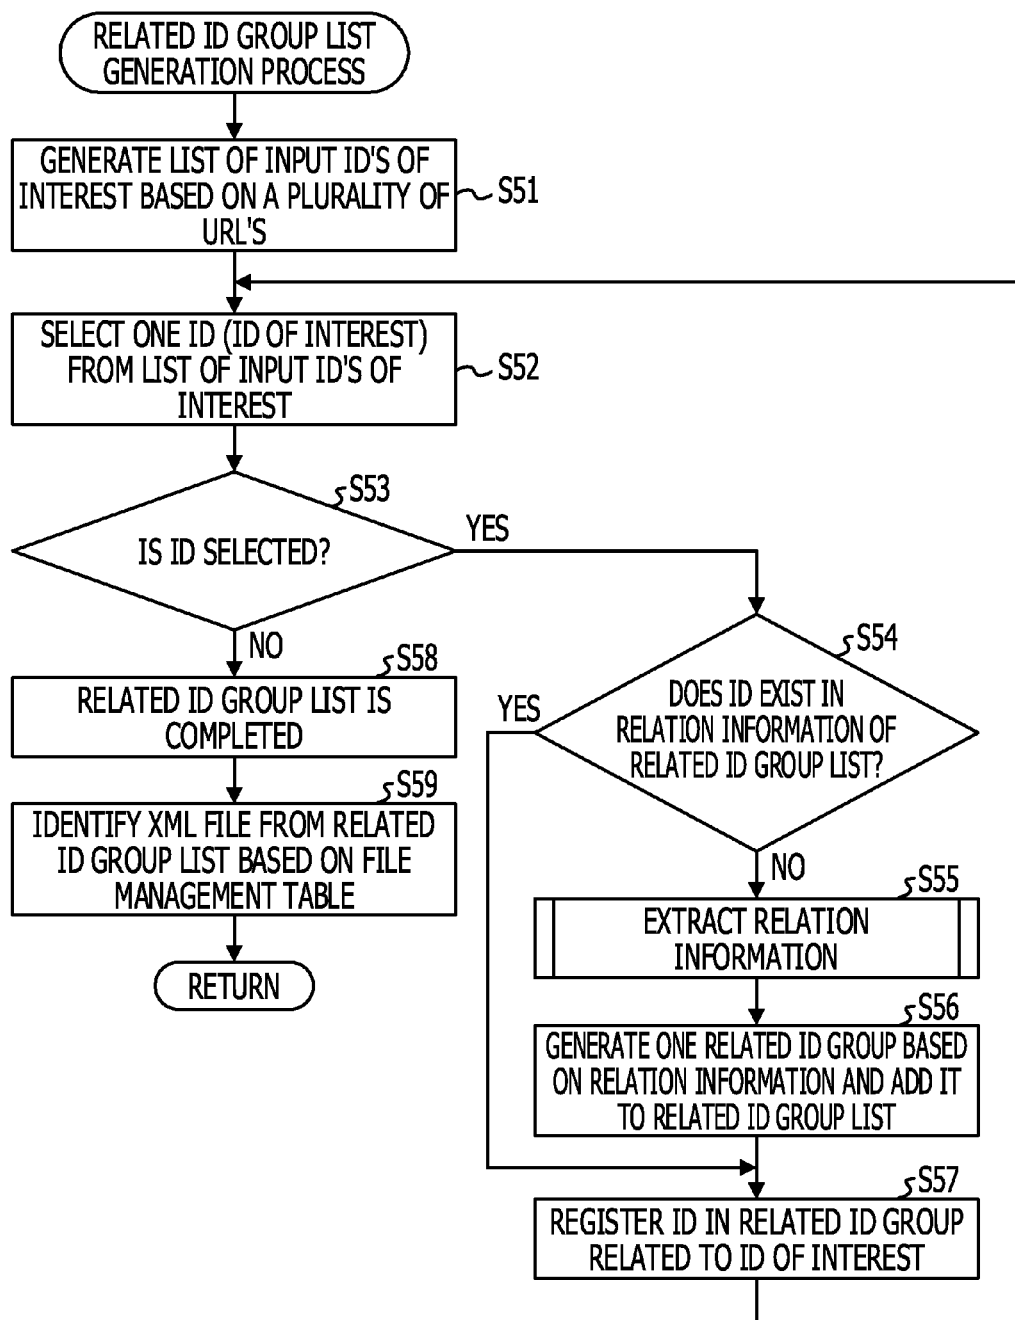 RELATED ID GROUP LIST
GENERATION PROCESS
GENERATE LIST OF INPUT ID'S OF
INTEREST BASED ON A PLURALITY OF
URL'S
S51
SELECT ONE ID (ID OF INTEREST)
FROM LIST OF INPUT ID'S OF
INTEREST
S52
S53
IS ID SELECTED?
YES
NO
S58
RELATED ID GROUP LIST IS
COMPLETED
S59
IDENTIFY XML FILE FROM RELATED
ID GROUP LIST BASED ON FILE
MANAGEMENT TABLE
RETURN
S54
DOES ID EXIST IN
RELATION INFORMATION OF
RELATED ID GROUP LIST?
YES
NO
S55
EXTRACT RELATION
INFORMATION
S56
GENERATE ONE RELATED ID GROUP BASED
ON RELATION INFORMATION AND ADD IT
TO RELATED ID GROUP LIST
S57
REGISTER ID IN RELATED ID GROUP
RELATED TO ID OF INTEREST